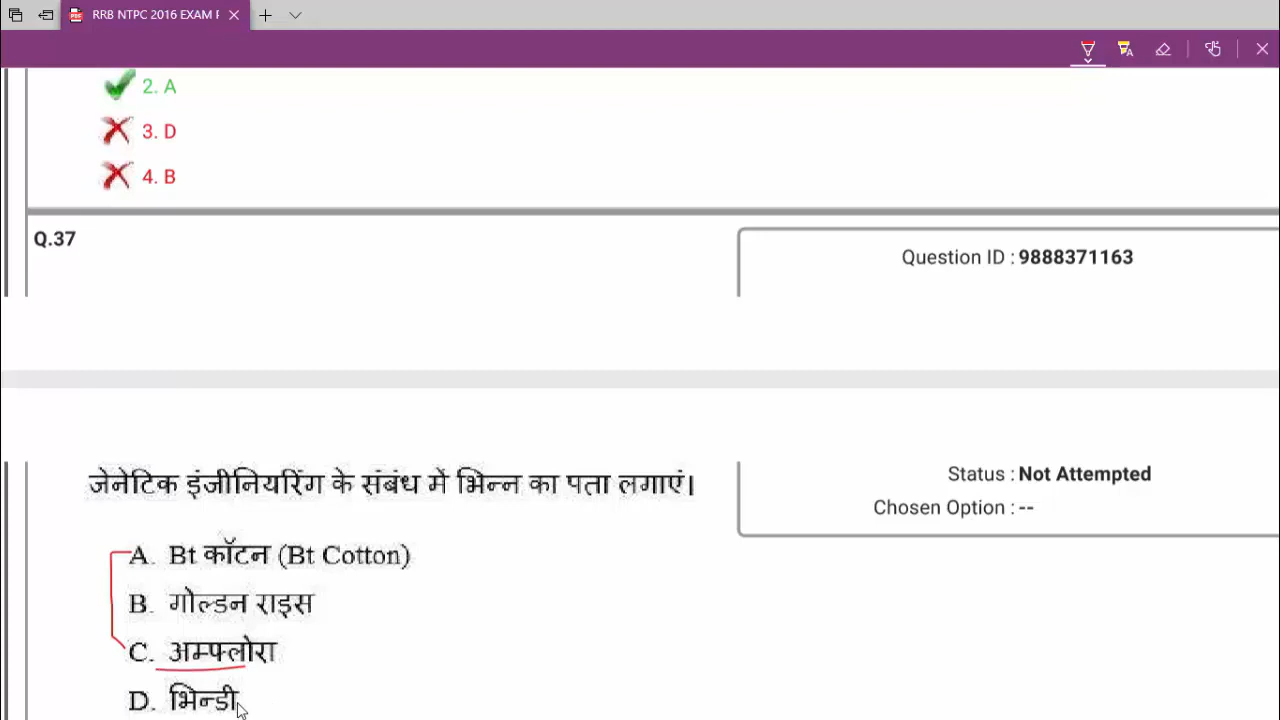 RRB NTPC 2016 EXAM F
2. A
3. D
4. B
Q.37
Question ID : 9888371163
Status : Not Attempted
Chosen Option : --
जेनेटिक इंजीनियरिंग के संबंध में भिन्न का पता लगाएं।
A. Bt कॉटन (Bt Cotton)
B. गोल्डन राइस
C. अम्फ्लोरा
D. भिन्डी